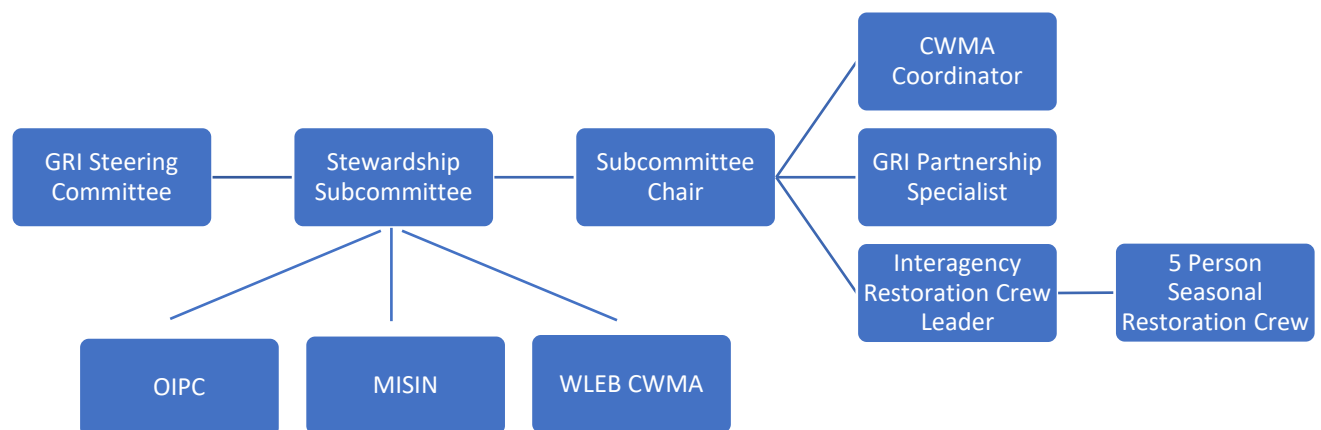 CWMA
Coordinator
GRI Steering
Committee
Stewardship
Subcommittee
Subcommittee
Chair
GRI Partnership
Specialist
Interagency
Restoration Crew
Leader
5 Person
Seasonal
Restoration Crew
OIPC
MISIN
WLEB CWMA